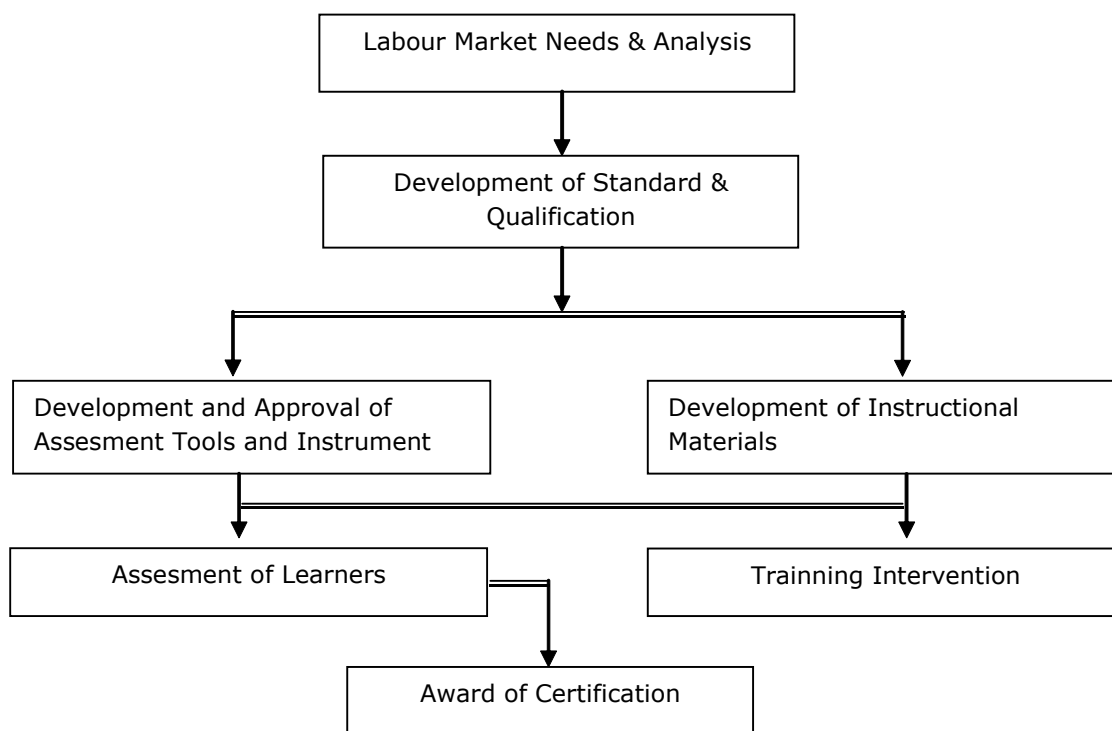 Labour Market Needs & Analysis
Development of Standard &
Qualification
Development and Approval of
Assesment Tools and Instrument
Development of Instructional
Materials
Assesment of Learners
Trainning Intervention
Award of Certification